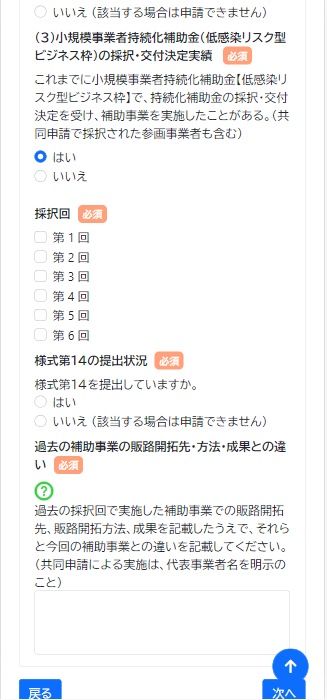 いいえ（該当する場合は申請できません）
（3）小規模事業者持続化補助金（低感染リスク型
ビジネス枠）の採択・交付決定実績 必須
これまでに小規模事業者持続化補助金【低感染リ
スク型ビジネス枠】で、持続化補助金の採択・交付
決定を受け、補助事業を実施したことがある。（共
同申請で採択された参画事業者も含む）
はい
いいえ
採択回 必須
第 1 回
第 2 回
第 3 回
第 4 回
第 5 回
第 6 回
様式第14の提出状況 必須
様式第14を提出していますか。
はい
いいえ（該当する場合は申請できません）
過去の補助事業の販路開拓先・方法・成果との違
い 必須
?
過去の採択回で実施した補助事業での販路開拓
先、販路開拓方法、成果を記載したうえで、それら
と今回の補助事業との違いを記載してください。
（共同申請による実施は、代表事業者名を明示の
こと）
戻る 次へ